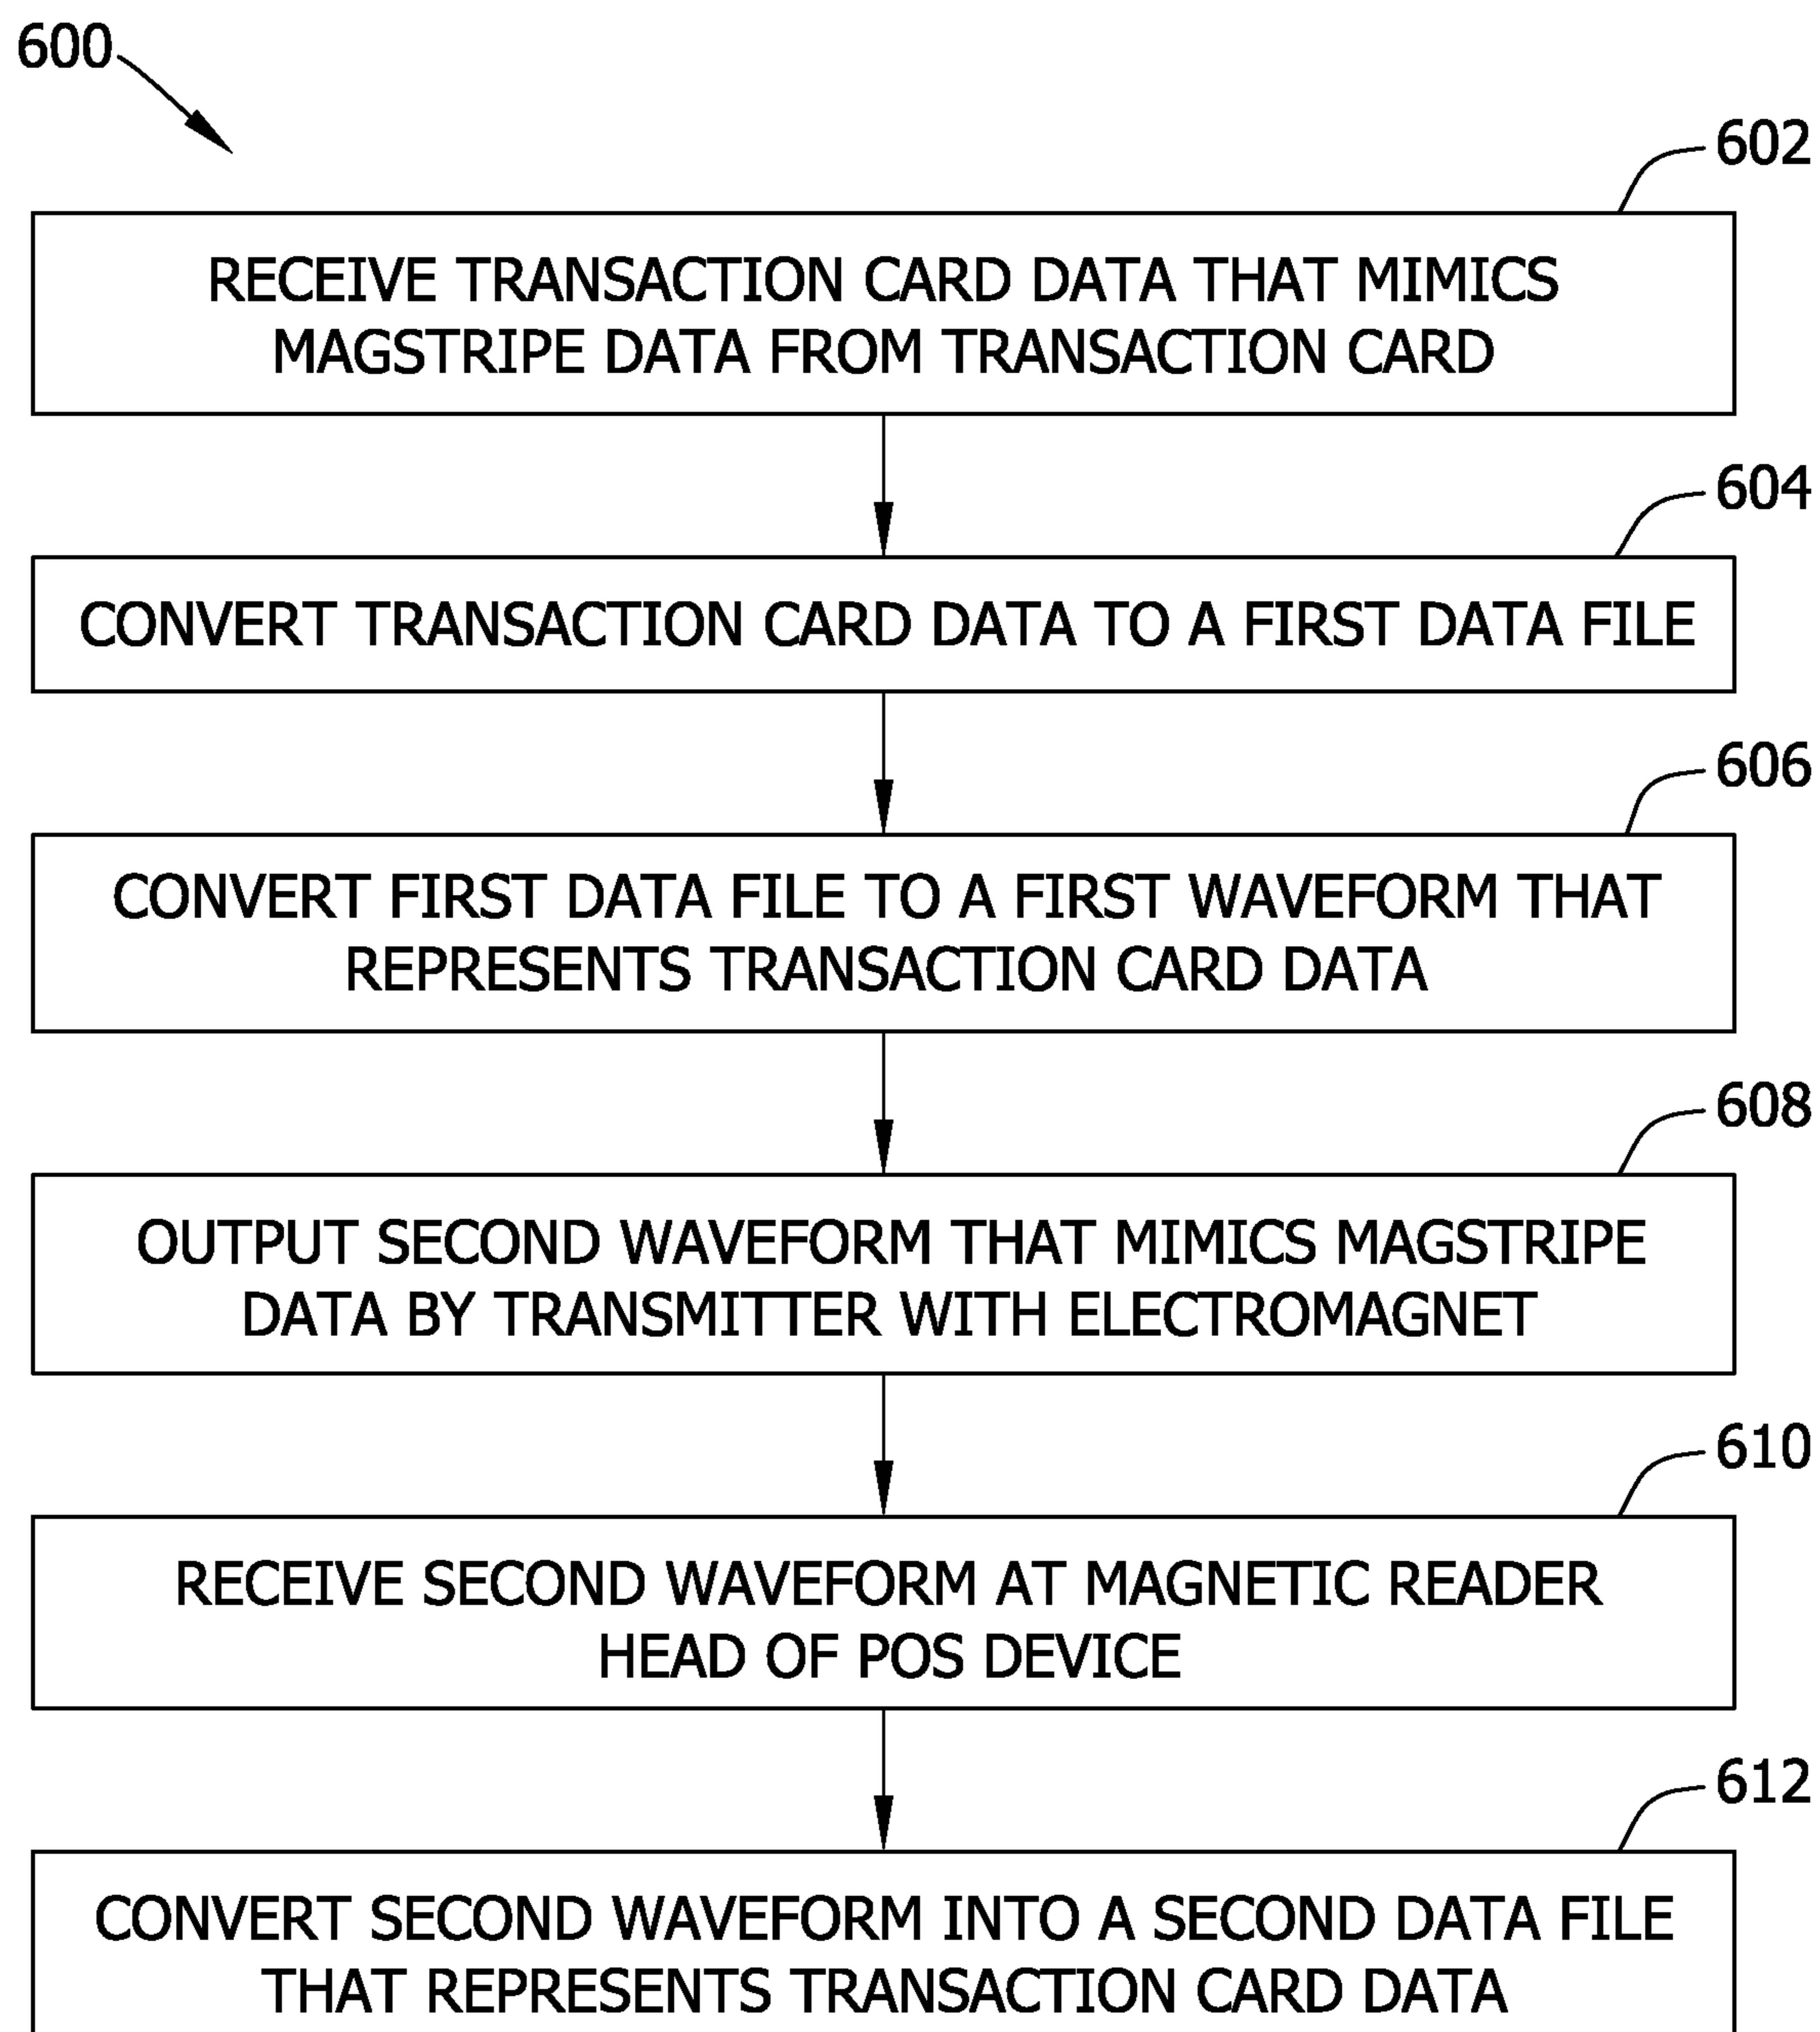 600
602
RECEIVE TRANSACTION CARD DATA THAT MIMICS
MAGSTRIPE DATA FROM TRANSACTION CARD
604
CONVERT TRANSACTION CARD DATA TO A FIRST DATA FILE
606
CONVERT FIRST DATA FILE TO A FIRST WAVEFORM THAT
REPRESENTS TRANSACTION CARD DATA
608
OUTPUT SECOND WAVEFORM THAT MIMICS MAGSTRIPE
DATA BY TRANSMITTER WITH ELECTROMAGNET
610
RECEIVE SECOND WAVEFORM AT MAGNETIC READER
HEAD OF POS DEVICE
612
CONVERT SECOND WAVEFORM INTO A SECOND DATA FILE
THAT REPRESENTS TRANSACTION CARD DATA